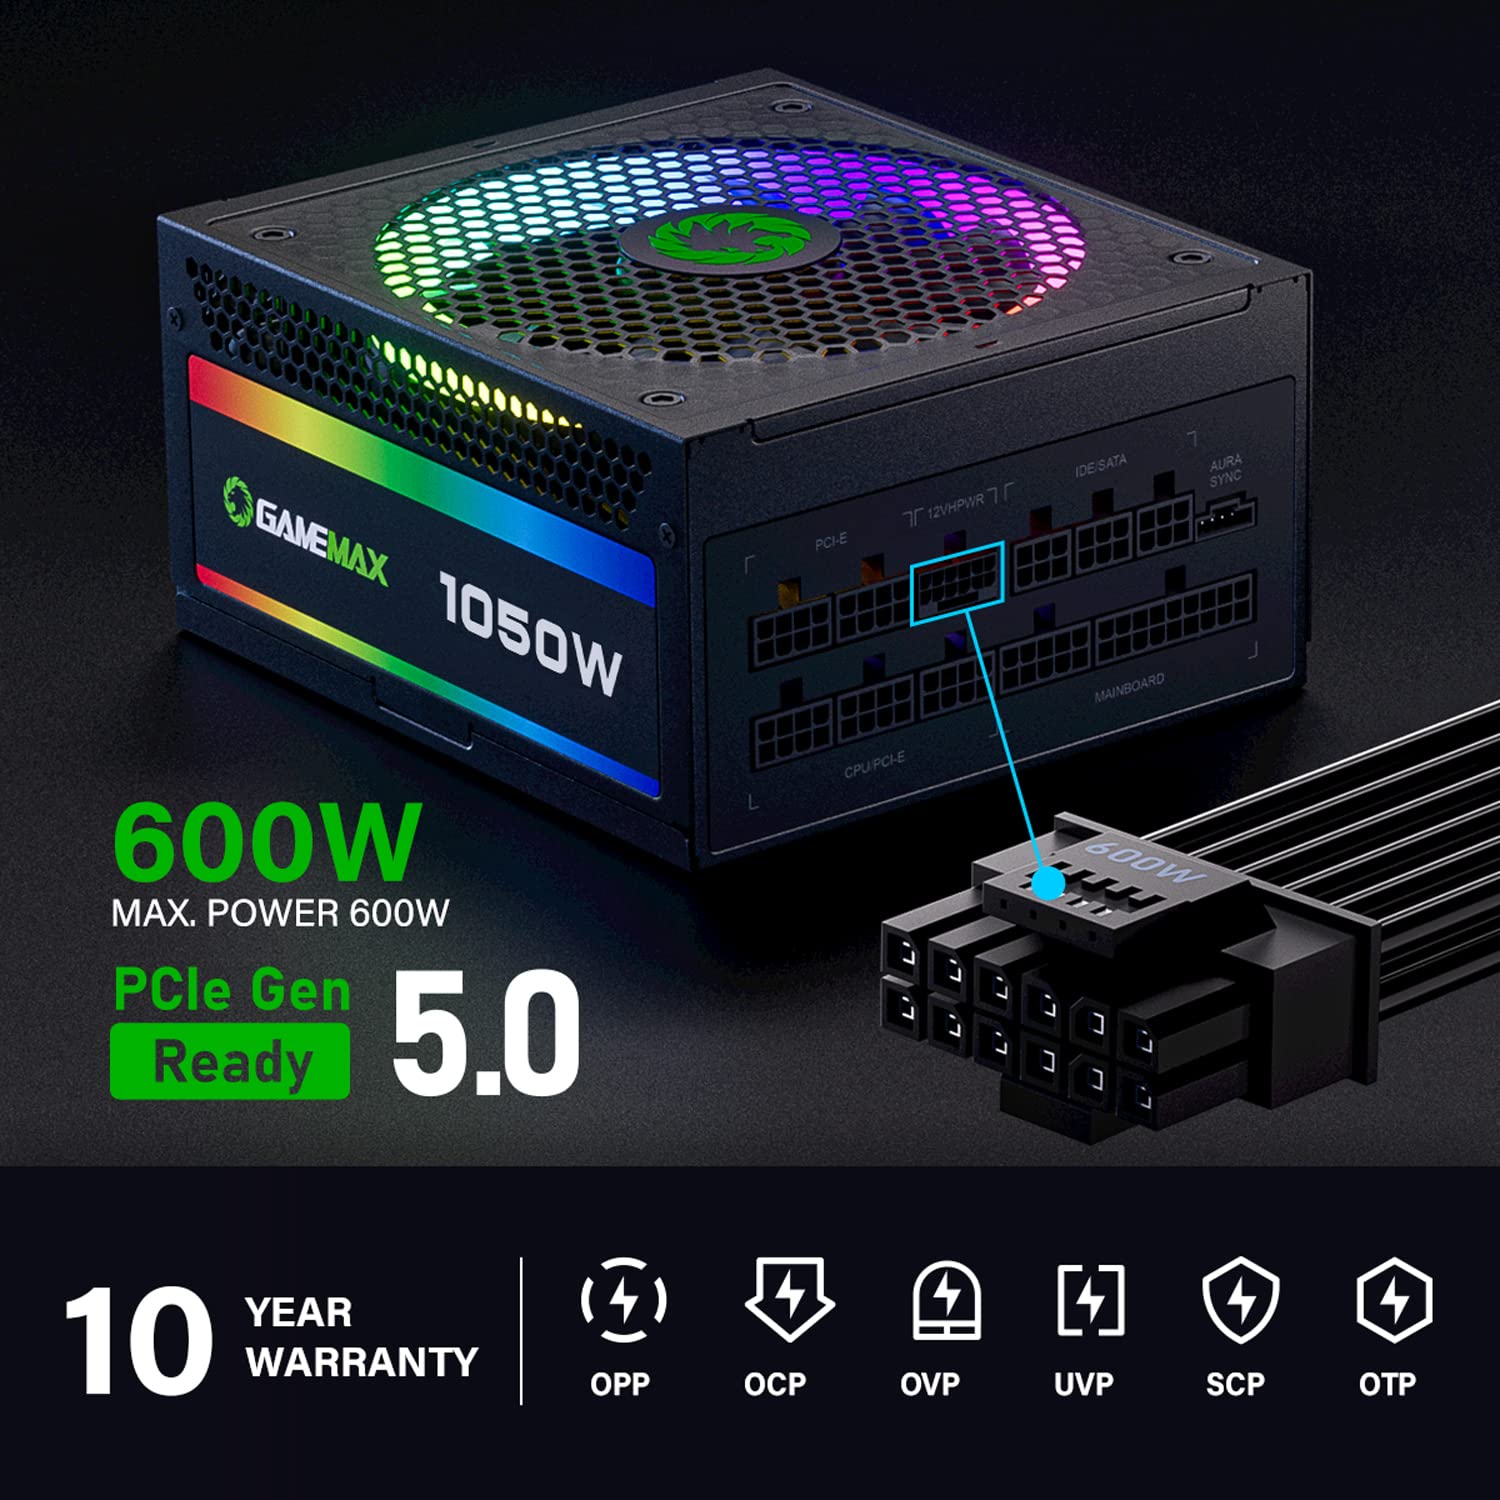 GAMEMAX
1050W
PCI-E
12VHPWR
IDE/SATA
AURA
SYNC
CPU/PCI-E
MAINBOARD
600W
600W
MAX. POWER 600W
PCIe Gen
Ready
5.0
10
YEAR
WARRANTY
OPP
OCP
OVP
UVP
SCP
OTP